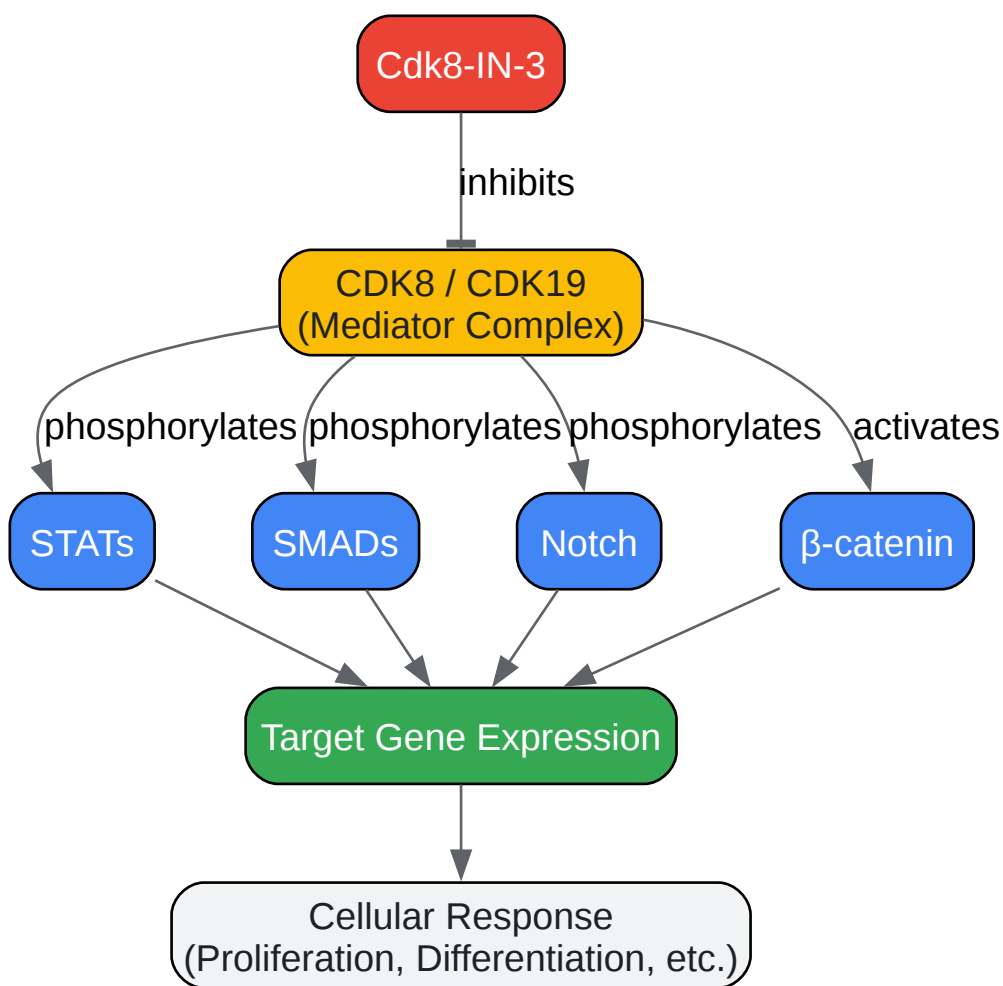 Cdk8-IN-3
inhibits
CDK8 / CDK19
(Mediator Complex)
phosphorylates
phosphorylates
phosphorylates
activates
STATs
SMADs
Notch
β-catenin
Target Gene Expression
Cellular Response
(Proliferation, Differentiation, etc.)